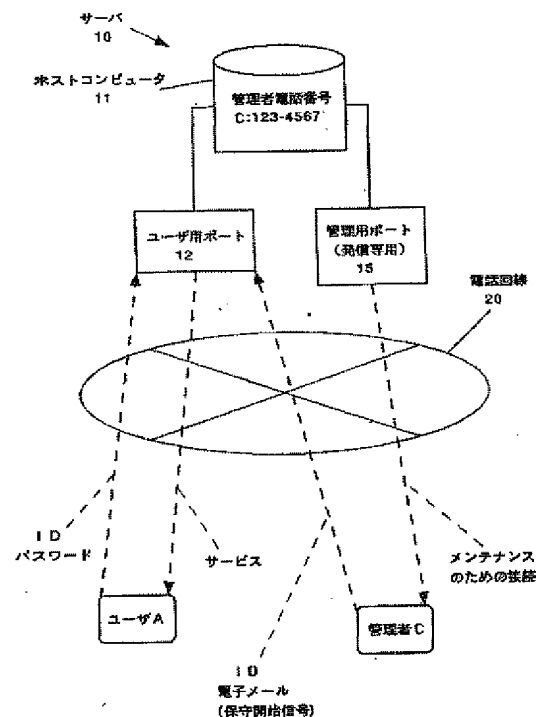 サーバ
10
ホストコンピュータ
11
管理者電話番号
C:123-4567
ユーザ用ポート
12
管理用ポート
（発信専用）
15
電話回線
20
ID
パスワード
サービス
メンテナンス
のための接続
ユーザA
管理者C
ID
電子メール
（保守開始信号）